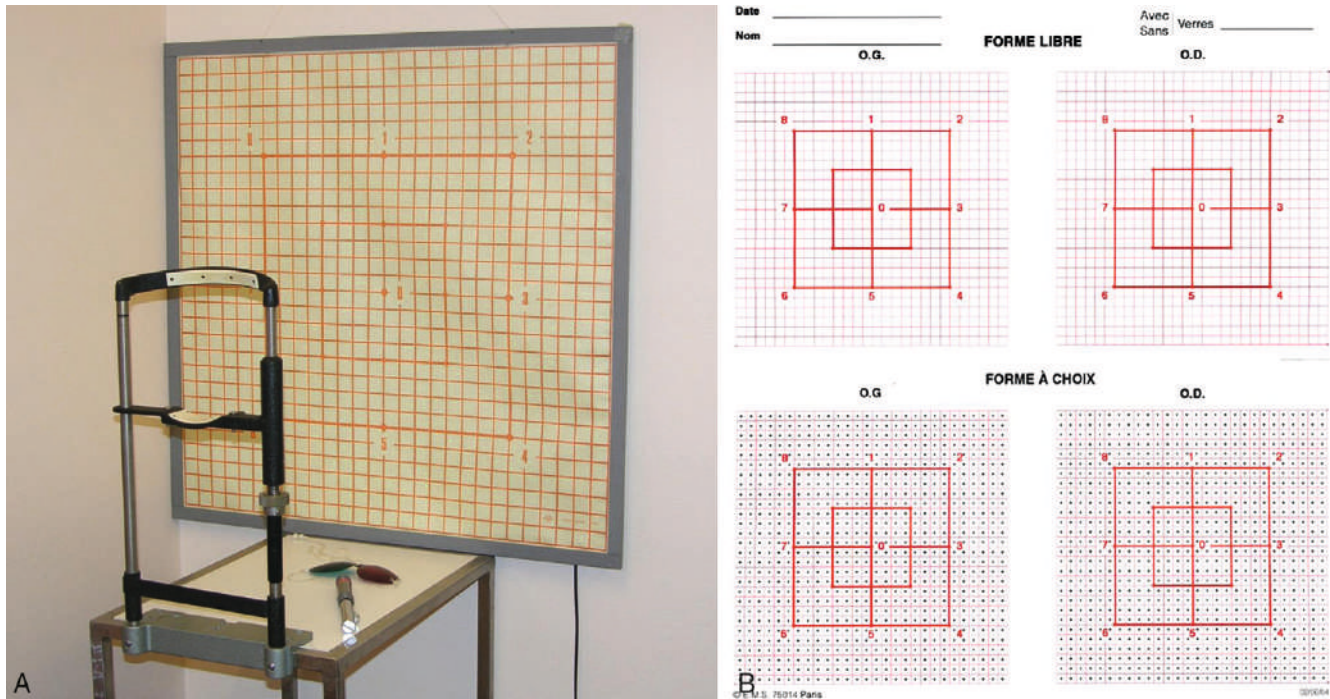 8 1 2
0 3
5 4
A
Date
Nom
Avec
Sans
Verres
FORME LIBRE
O.G. O.D.
8 1 2 8 1 2
7 0 3 7 0 3
6 5 4 6 5 4
FORME À CHOIX
O.G O.D.
8 1 2 8 1 2
7 0 3 7 0 3
6 5 4 6 5 4
B
© E.M.S. 75014 Paris